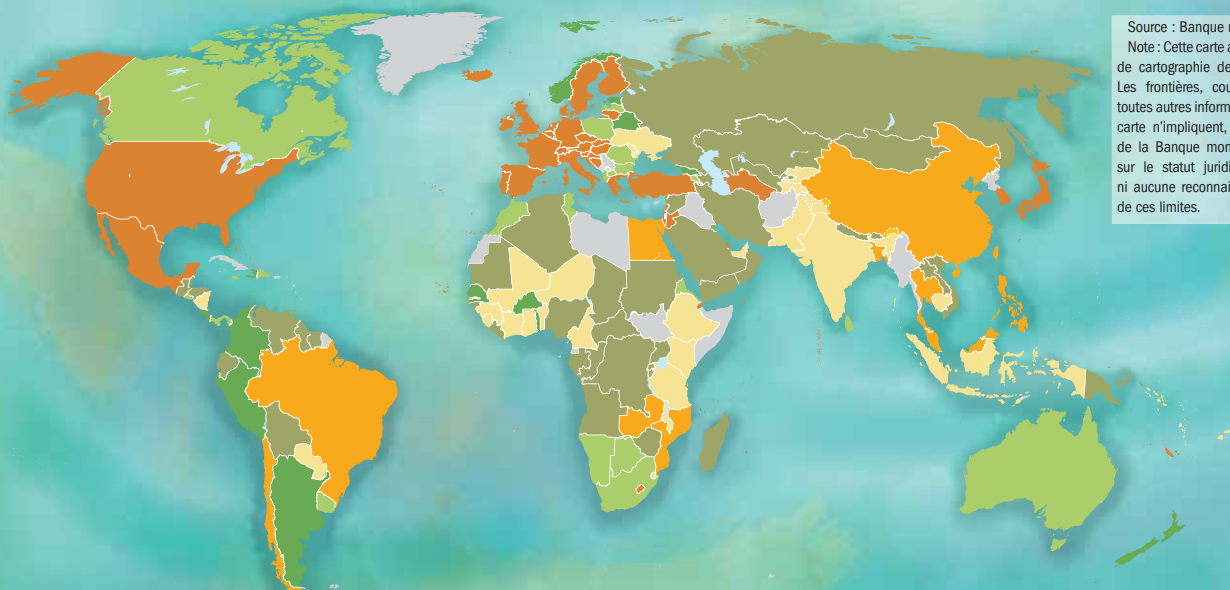 Source : Banque
Note : Cette carte a
de cartographie de
Les frontières, cou
toutes autres inform
carte n'impliquent,
de la Banque mon
sur le statut juridi
ni aucune reconnai
de ces limites.